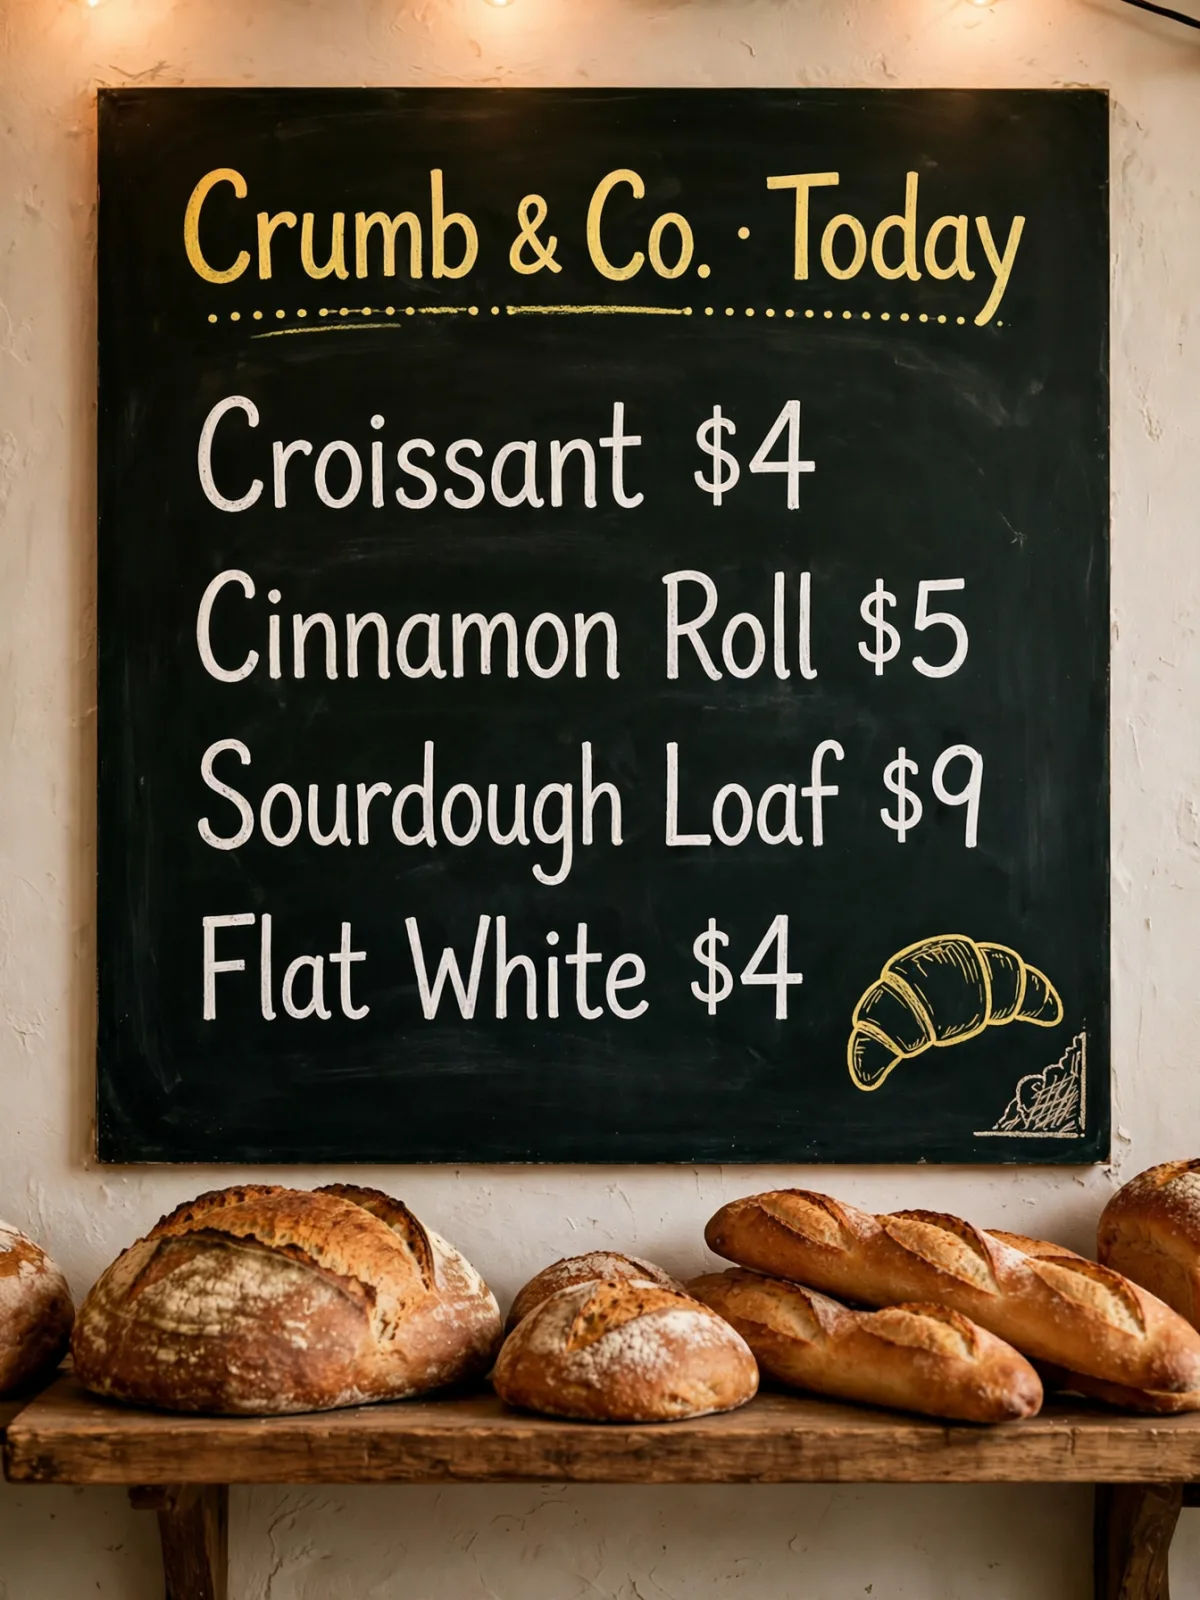 Crumb & Co. · Today
Croissant $4
Cinnamon Roll $5
Sourdough Loaf $9
Flat White $4